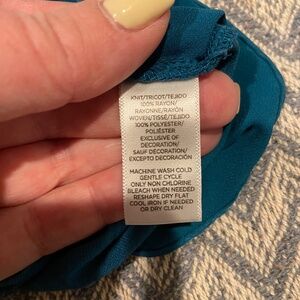 KNIT/TRICOT/TEJIDO
100% RAYON/
RAYONNE/RAYÓN
WOVEN/TISSÉ/TEJIDO
100% POLYESTER/
POLIÉSTER
EXCLUSIVE OF
DECORATION/
SAUF DÉCORATION/
EXCEPTO DECORACIÓN
MACHINE WASH COLD
GENTLE CYCLE
ONLY NON CHLORINE
BLEACH WHEN NEEDED
RESHAPE DRY FLAT
COOL IRON IF NEEDED
OR DRY CLEAN